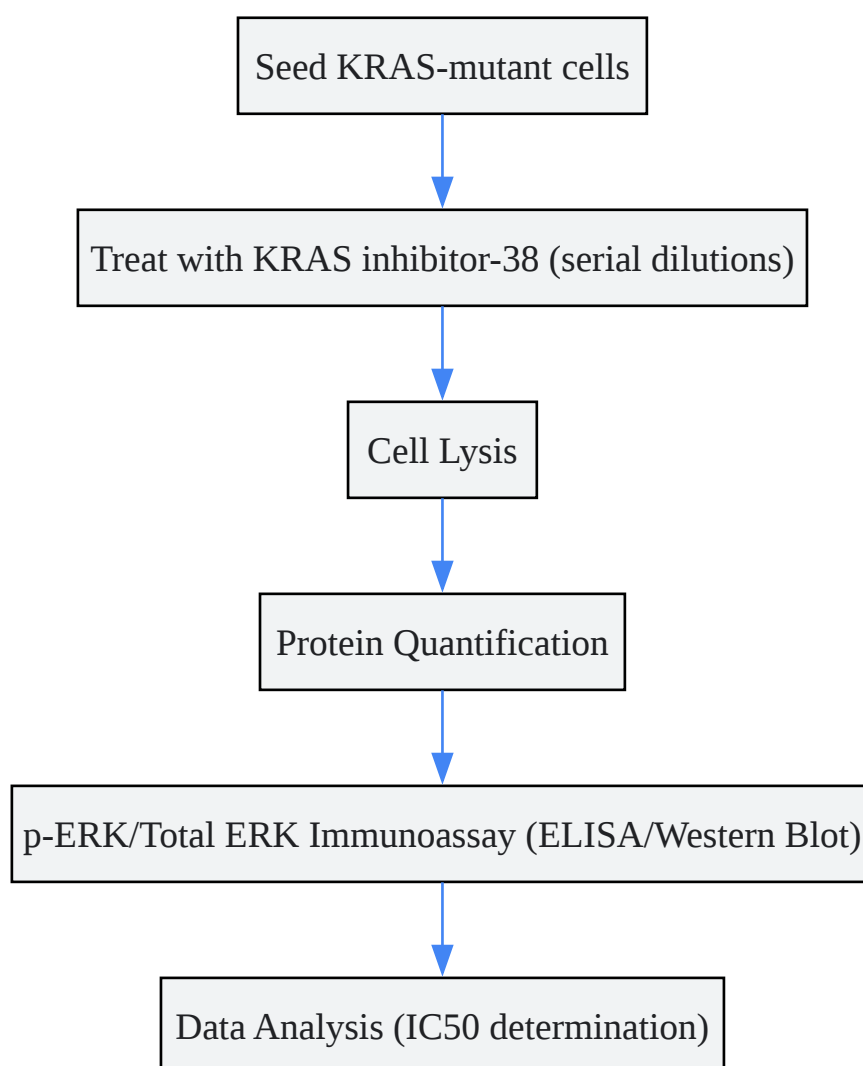 Seed KRAS-mutant cells
Treat with KRAS inhibitor-38 (serial dilutions)
Cell Lysis
Protein Quantification
p-ERK/Total ERK Immunoassay (ELISA/Western Blot)
Data Analysis (IC50 determination)